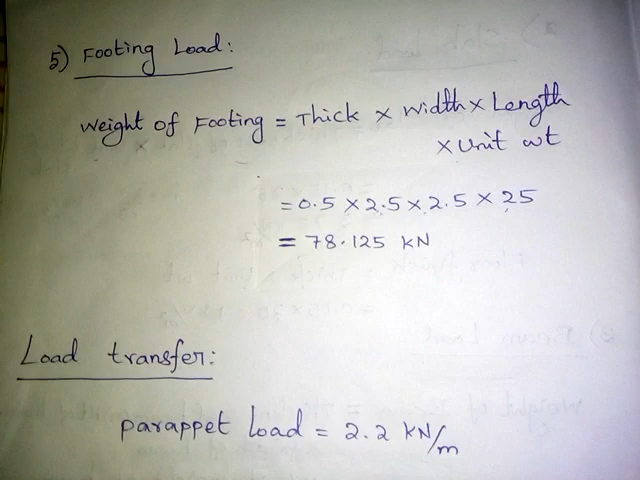 5) Footing Load:
Weight of Footing = Thick × Width × Length
× Unit wt
= 0.5 × 2.5 × 2.5 × 25
= 78.125 KN
Load transfer:
parappet load = 2.2 KN/m